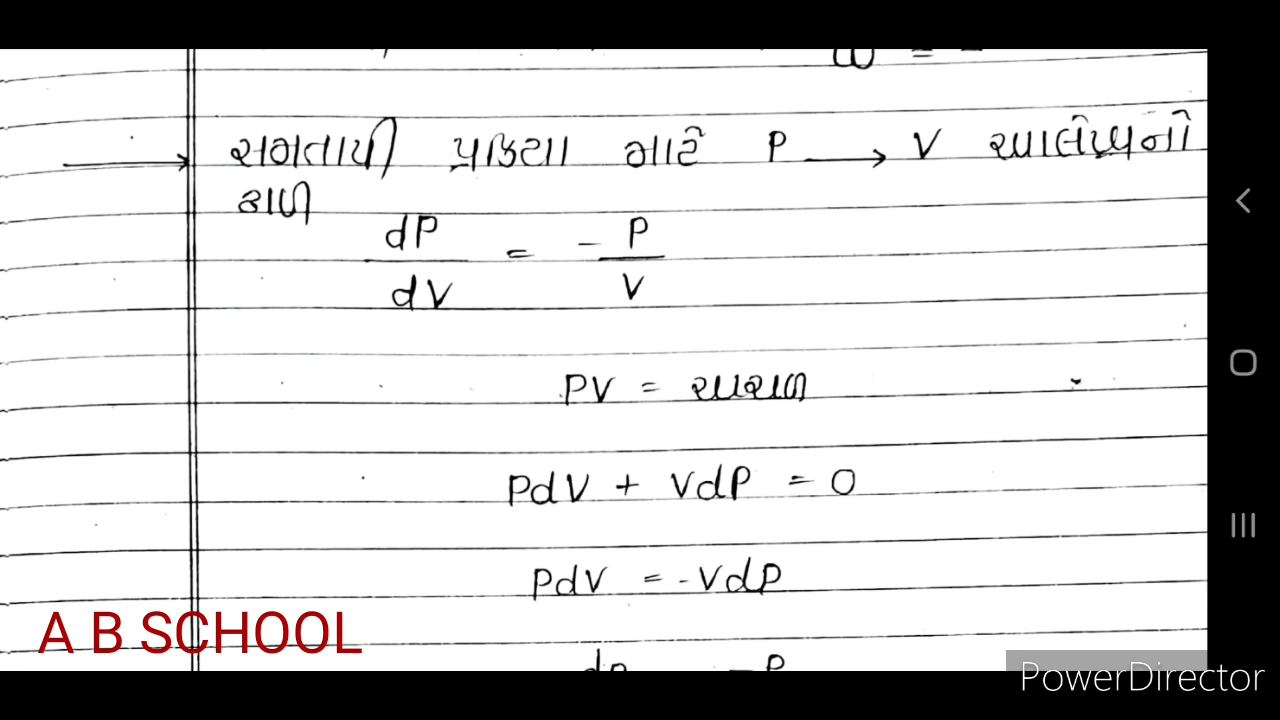 ω = -
→ સમતાપી પ્રક્રિયા માટે P → V આલેખનો
ઢાળ
dP/dV = - P/V
PV = અચળ
PdV + VdP = 0
PdV = -VdP
A B SCHOOL
PowerDirector